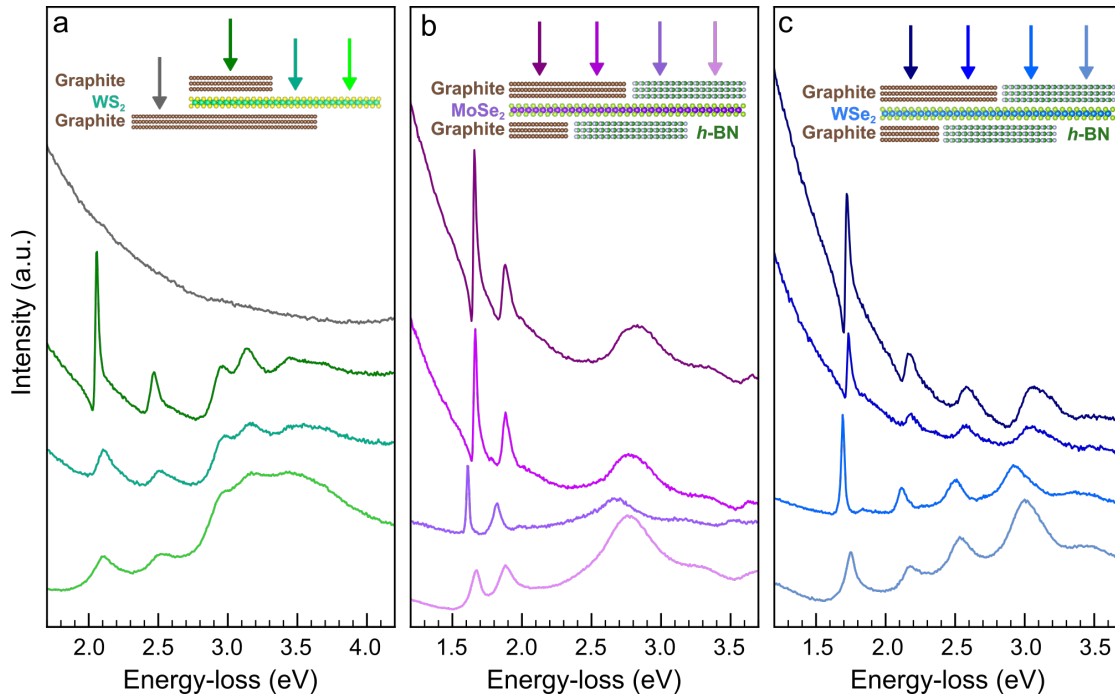 a
Graphite
WS2
Graphite
b
Graphite
MoSe2
Graphite
h-BN
c
Graphite
WSe2
Graphite
h-BN
Intensity (a.u.)
2.0 2.5 3.0 3.5 4.0
Energy-loss (eV)
1.5 2.0 2.5 3.0 3.5
Energy-loss (eV)
1.5 2.0 2.5 3.0 3.5
Energy-loss (eV)